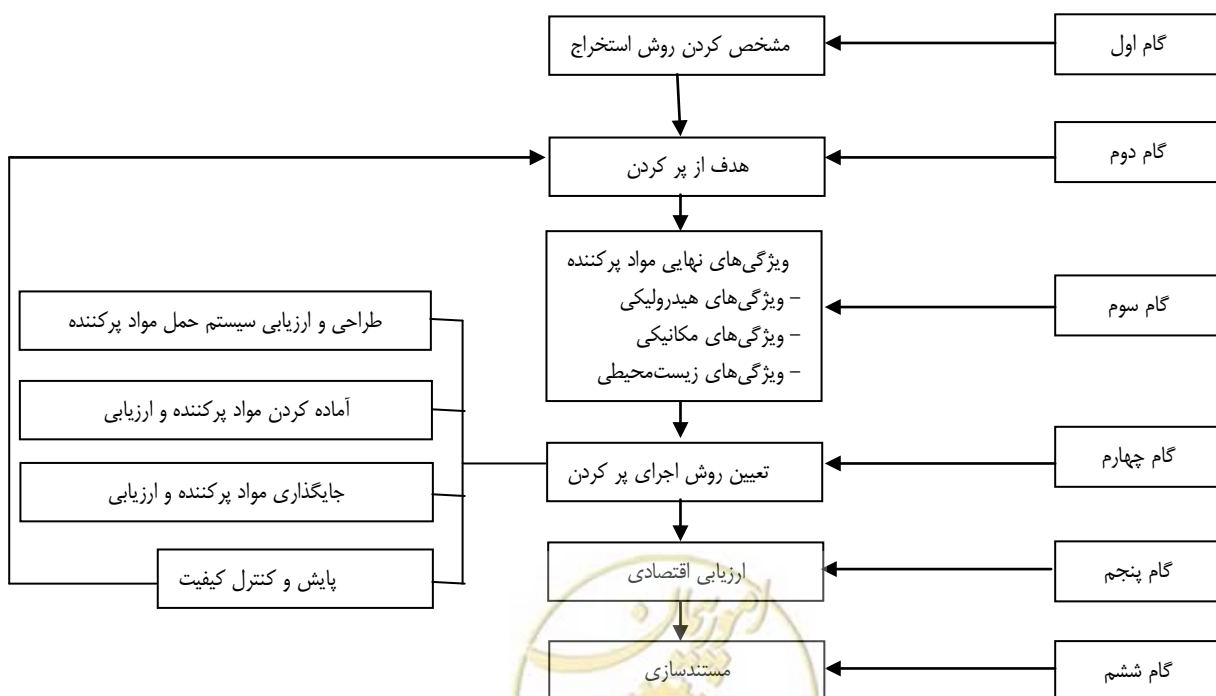 گام اول
مشخص کردن روش استخراج
گام دوم
هدف از پر کردن
گام سوم
ویژگی‌های نهایی مواد پرکننده
- ویژگی‌های هیدرولیکی
- ویژگی‌های مکانیکی
- ویژگی‌های زیست‌محیطی
گام چهارم
تعیین روش اجرای پر کردن
طراحی و ارزیابی سیستم حمل مواد پرکننده
آماده کردن مواد پرکننده و ارزیابی
جایگذاری مواد پرکننده و ارزیابی
پایش و کنترل کیفیت
گام پنجم
ارزیابی اقتصادی
گام ششم
مستندسازی